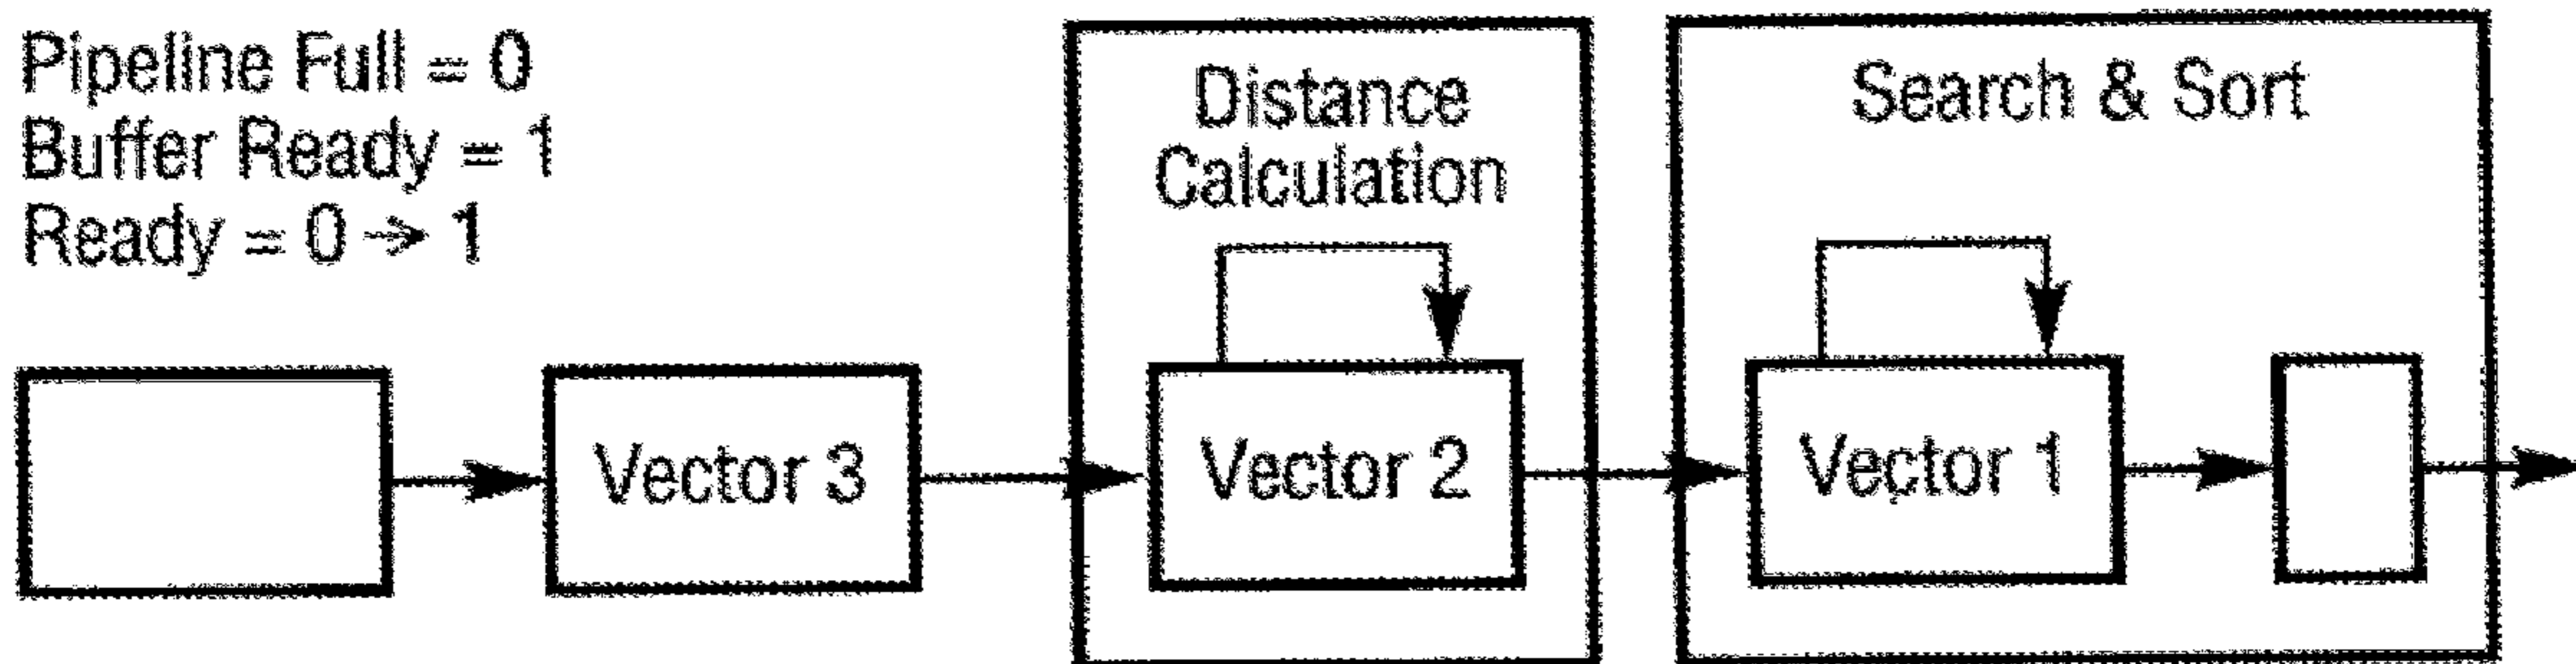 Pipeline Full = 0
Buffer Ready = 1
Ready = 0 → 1
Distance
Calculation
Search & Sort
Vector 3
Vector 2
Vector 1